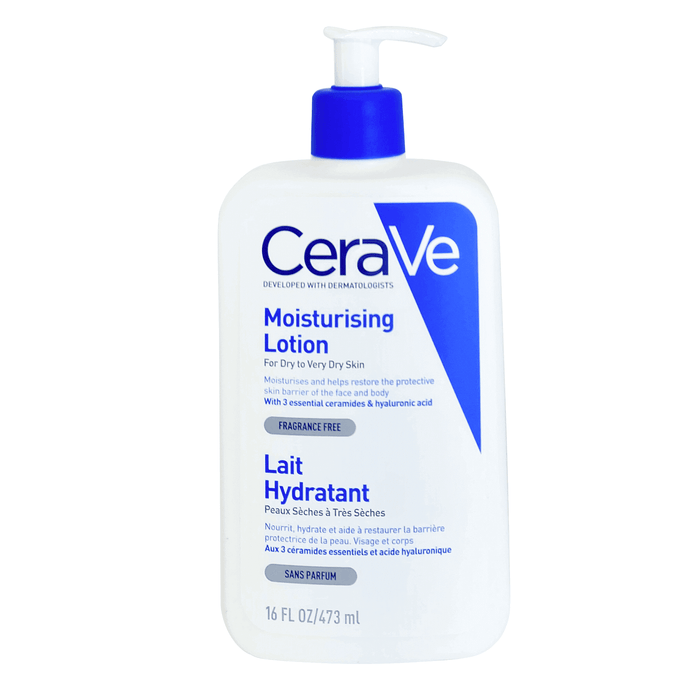 CeraVe
DEVELOPED WITH DERMATOLOGISTS
Moisturising
Lotion
For Dry to Very Dry Skin
Moisturises and helps restore the protective
skin barrier of the face and body
With 3 essential ceramides & hyaluronic acid
FRAGRANCE FREE
Lait
Hydratant
Peaux Sèches à Très Sèches
Nourrit, hydrate et aide à restaurer la barrière
protectrice de la peau. Visage et corps
Aux 3 céramides essentiels et acide hyaluronique
SANS PARFUM
16 FL OZ/473 ml